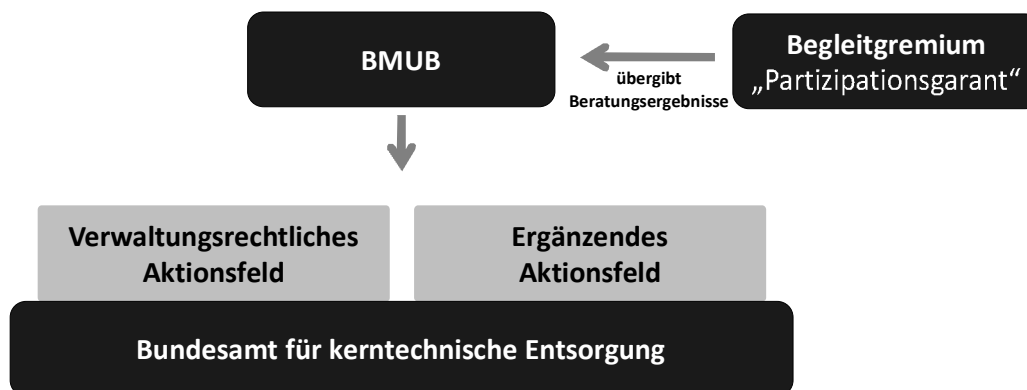 BMUB
Begleitgremium
„Partizipationsgarant“
übergibt
Beratungsergebnisse
Verwaltungsrechtliches
Aktionsfeld
Ergänzendes
Aktionsfeld
Bundesamt für kerntechnische Entsorgung